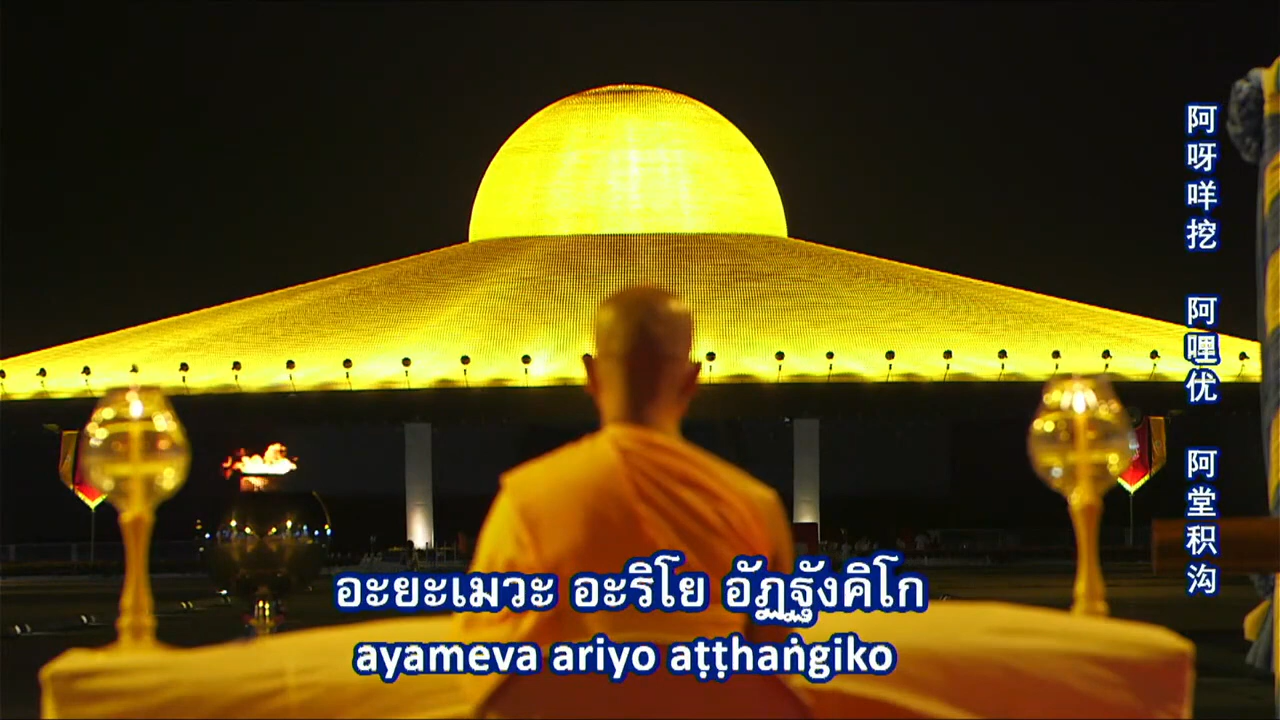 อะยะเมวะ อะริโย อัฏฐังคิโก
ayameva ariyo aṭṭhaṅgiko
阿呀咩挖 阿哩优 阿堂积沟